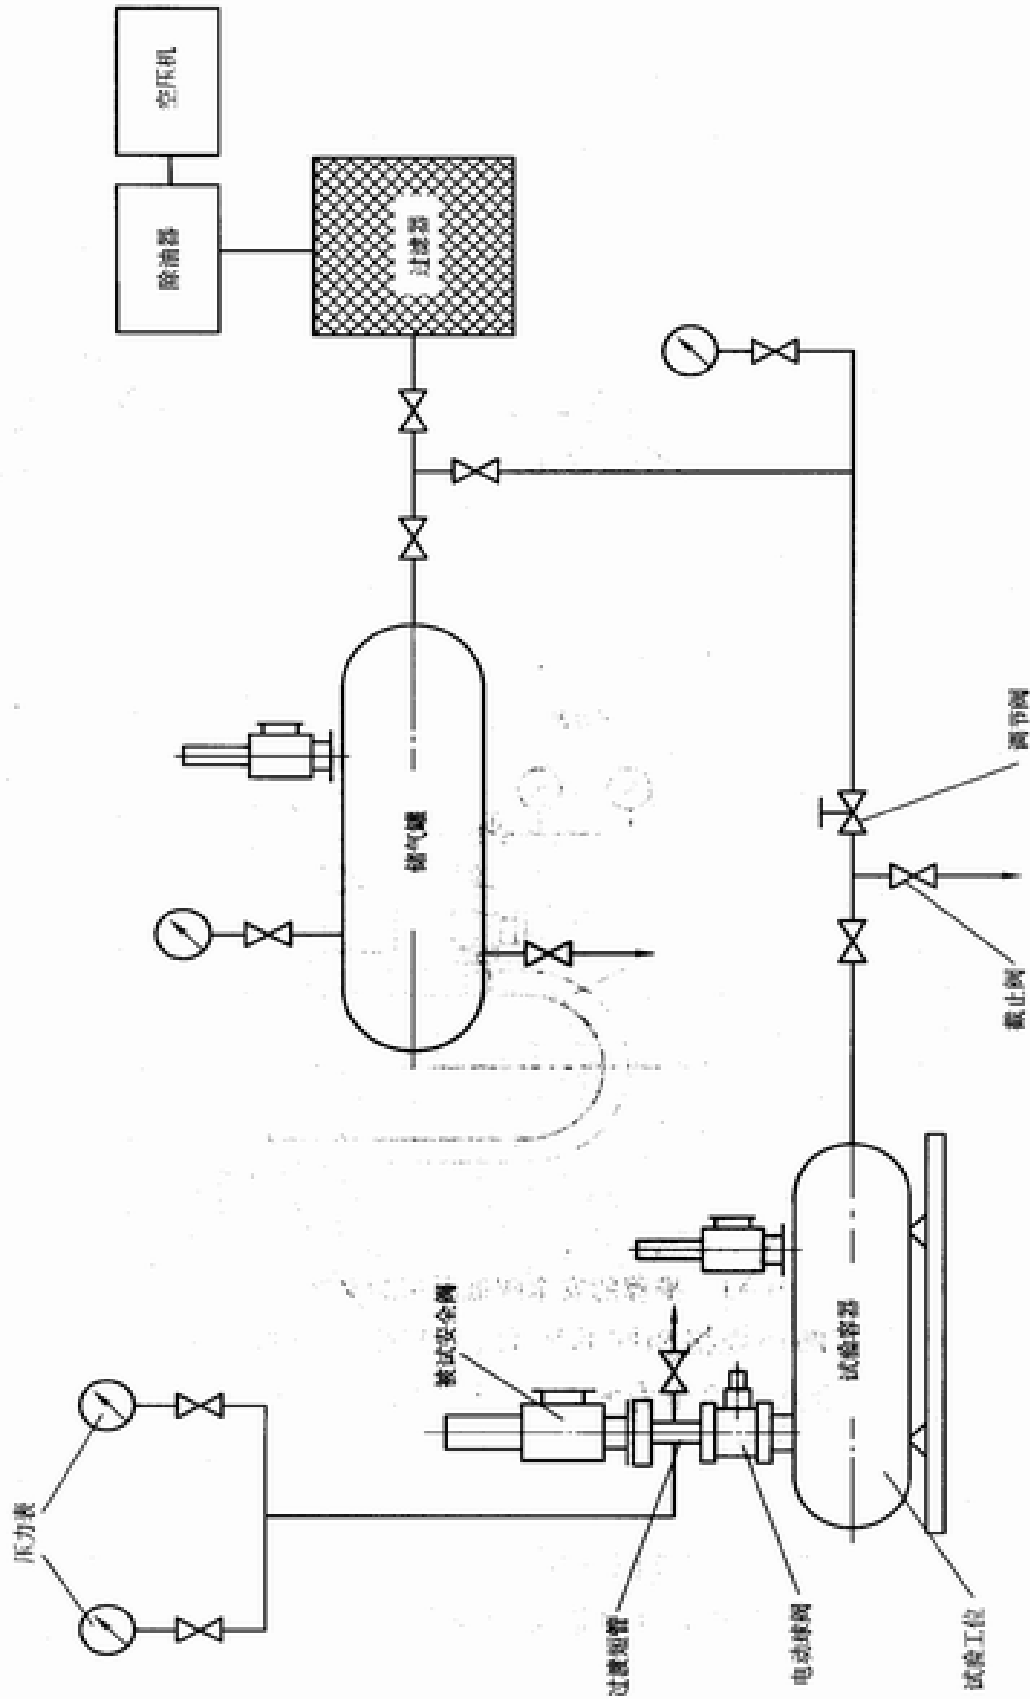 空压机
除油器
过滤器
储气罐
调节阀
截止阀
被试安全阀
试验容器
压力表
过渡短管
电动球阀
试验工位